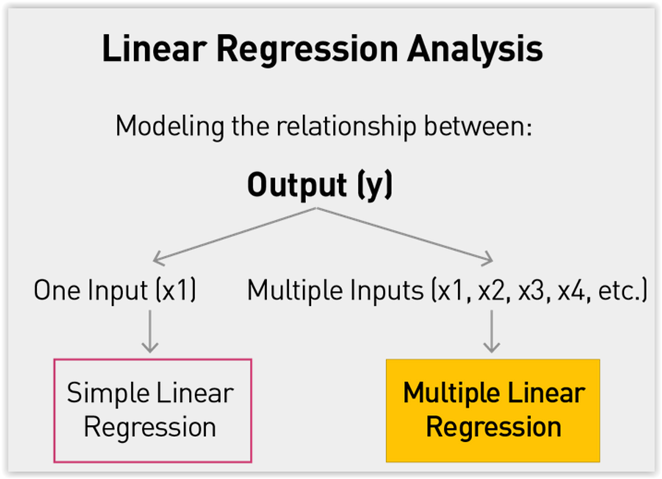 Linear Regression Analysis
Modeling the relationship between:
Output (y)
One Input (x1)
Multiple Inputs (x1, x2, x3, x4, etc.)
Simple Linear
Regression
Multiple Linear
Regression